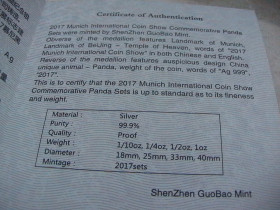 Certificate of Authentication
"2017 Munich International Coin Show Commemorative Panda
Sets were minted by ShenZhen GuoBao Mint.
Obverse of the medallion features Landmark of Munich,
Landmark of BeiJing – Temple of Heaven, words of "2017
Munich International Coin Show" in both Chinese and English.
Reverse of the medallion features auspicious design China
unique animal – Panda, weight of the coin, words of "Ag 999",
"2017".
This is to certify that the 2017 Munich International Coin Show
Commemorative Panda Sets is up to standard as to its fineness
and weight.
Material : Silver
Purity : 99.9%
Quality : Proof
Weight : 1/10oz, 1/4oz, 1/2oz, 1oz
Diameter : 18mm, 25mm, 33mm, 40mm
Mintage : 2017sets
ShenZhen GuoBao Mint